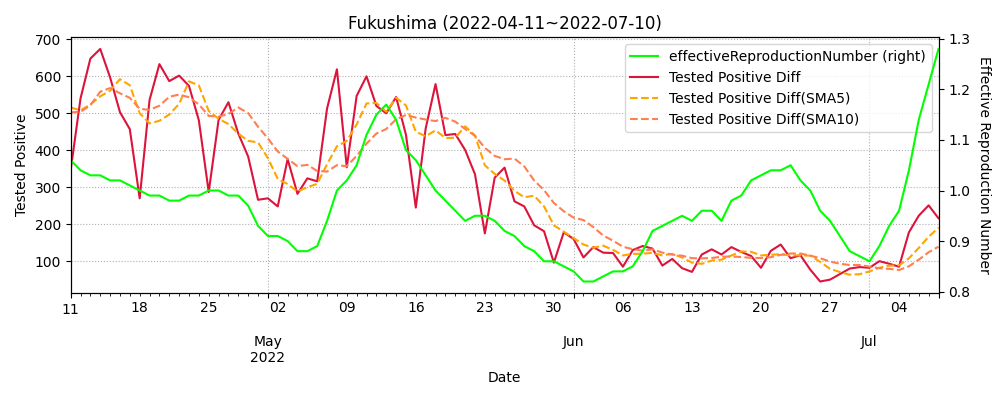 Fukushima (2022-04-11~2022-07-10)
effectiveReproductionNumber (right)
Tested Positive Diff
Tested Positive Diff(SMA5)
Tested Positive Diff(SMA10)
Tested Positive
700
600
500
400
300
200
100
Effective Reproduction Number
1.3
1.2
1.1
1.0
0.9
0.8
11 18 25 02 09 16 23 30 06 13 20 27 04
May Jun Jul
2022
Date